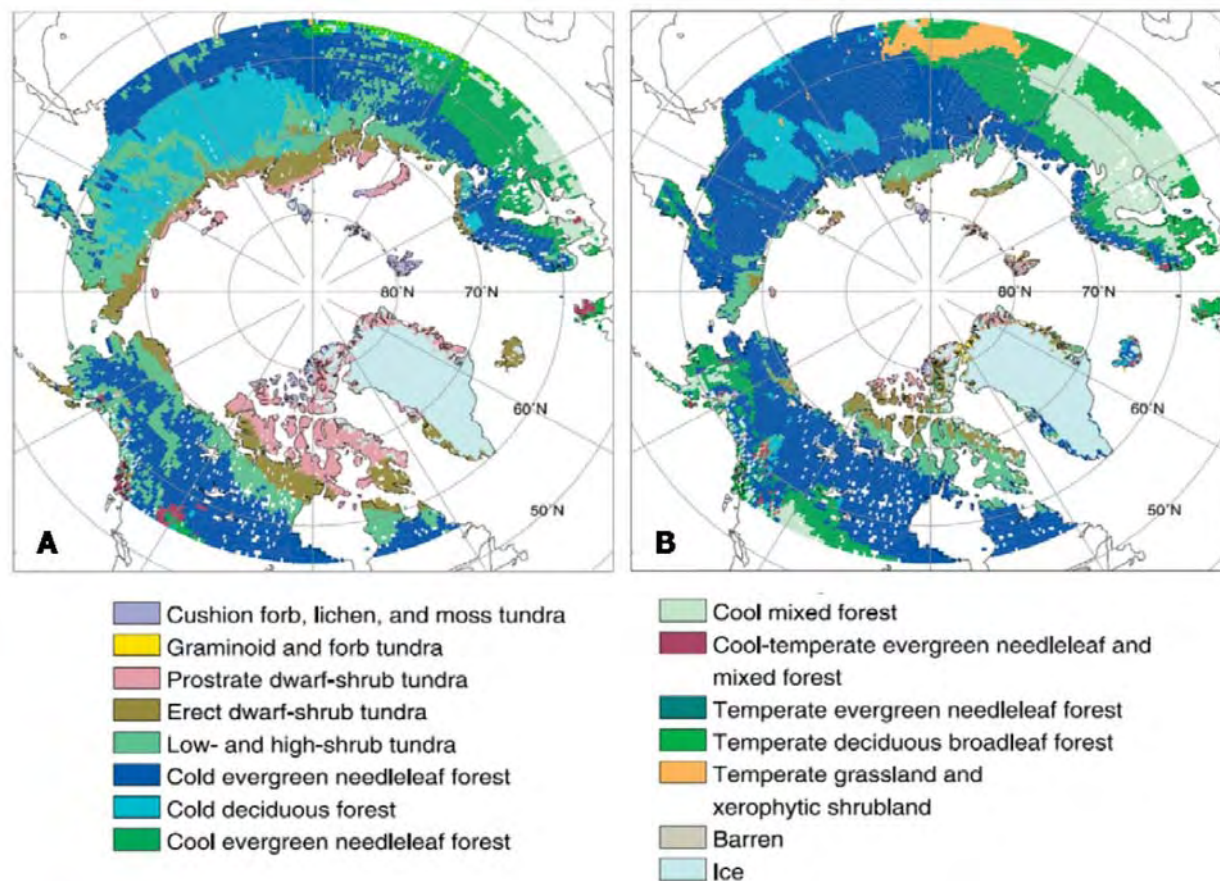 80°N
70°N
60°N
50°N
A
80°N
70°N
60°N
50°N
B
Cushion forb, lichen, and moss tundra
Graminoid and forb tundra
Prostrate dwarf-shrub tundra
Erect dwarf-shrub tundra
Low- and high-shrub tundra
Cold evergreen needleleaf forest
Cold deciduous forest
Cool evergreen needleleaf forest
Cool mixed forest
Cool-temperate evergreen needleleaf and
mixed forest
Temperate evergreen needleleaf forest
Temperate deciduous broadleaf forest
Temperate grassland and
xerophytic shrubland
Barren
Ice